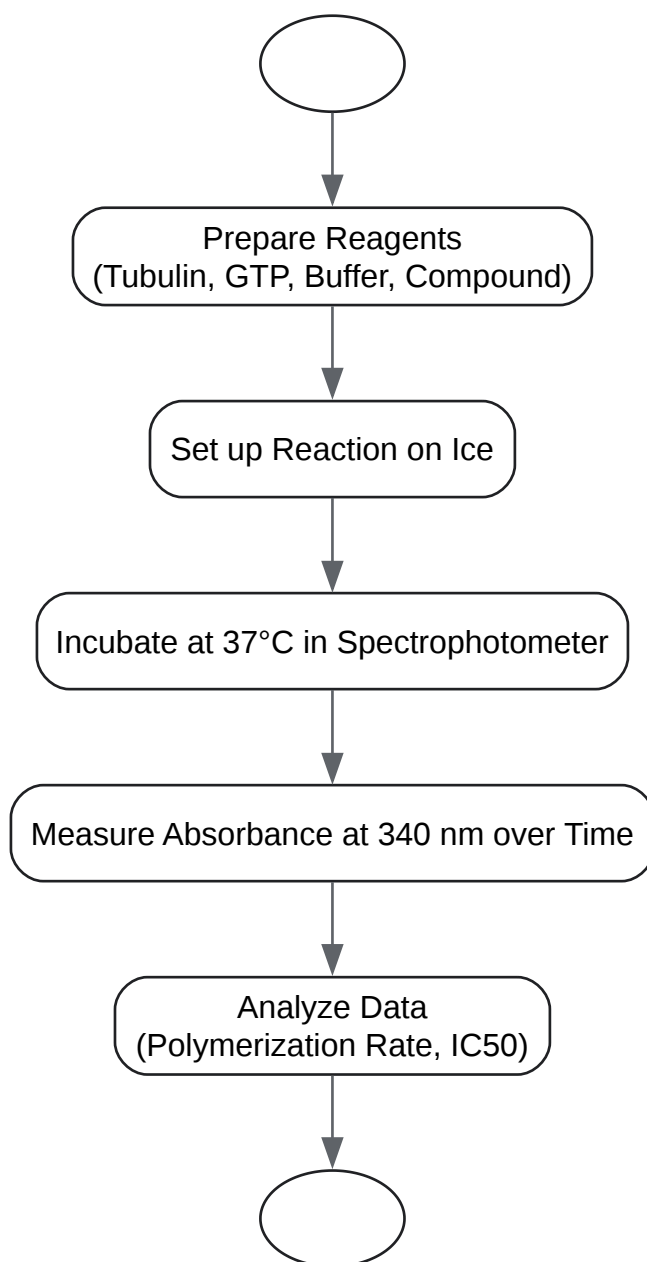 Prepare Reagents
(Tubulin, GTP, Buffer, Compound)
Set up Reaction on Ice
Incubate at 37°C in Spectrophotometer
Measure Absorbance at 340 nm over Time
Analyze Data
(Polymerization Rate, IC50)